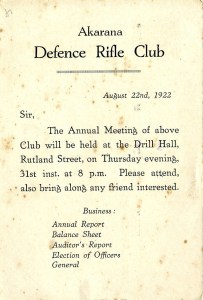 Akarana
Defence Rifle Club
August 22nd, 1922
Sir,
The Annual Meeting of above
Club will be held at the Drill Hall,
Rutland Street, on Thursday evening,
31st inst. at 8 p.m. Please attend,
also bring along any friend interested.
Business:
Annual Report
Balance Sheet
Auditor's Report
Election of Officers
General